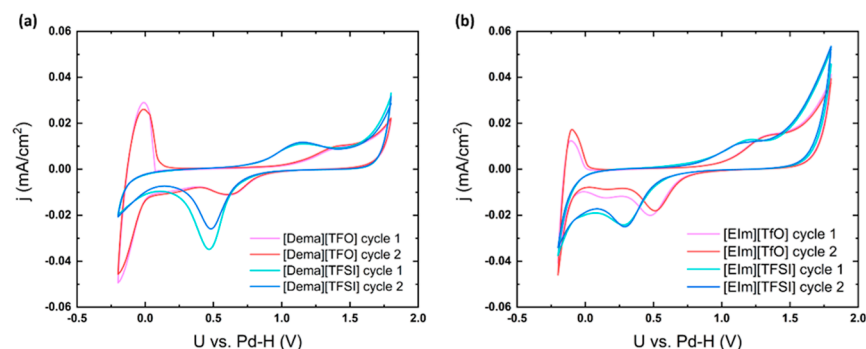 (a)
0.06
0.04
0.02
0.00
-0.02
-0.04
-0.06
j (mA/cm²)
[Dema][TFO] cycle 1
[Dema][TFO] cycle 2
[Dema][TFSI] cycle 1
[Dema][TFSI] cycle 2
-0.5 0.0 0.5 1.0 1.5 2.0
U vs. Pd-H (V)
(b)
0.06
0.04
0.02
0.00
-0.02
-0.04
-0.06
j (mA/cm²)
[EIm][TfO] cycle 1
[EIm][TfO] cycle 2
[EIm][TFSI] cycle 1
[EIm][TFSI] cycle 2
-0.5 0.0 0.5 1.0 1.5 2.0
U vs. Pd-H (V)